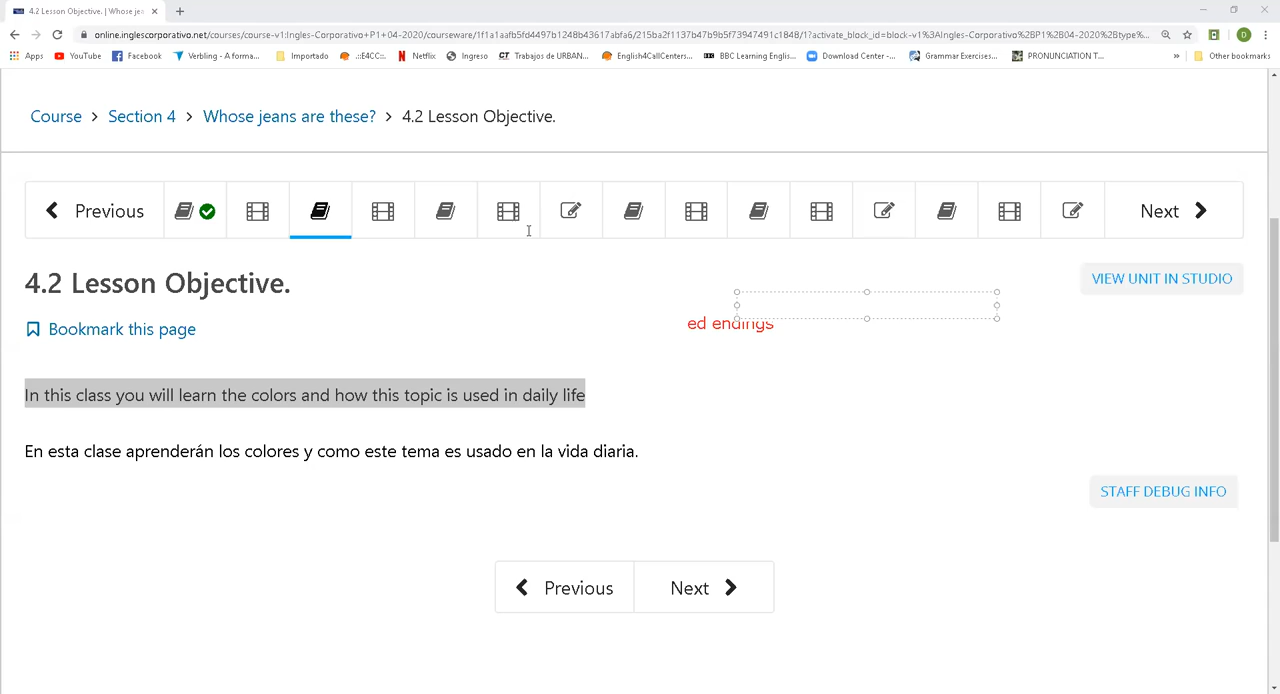 4.2 Lesson Objective. | Whose je
online.inglescorporativo.net/courses/course-v1:Ingles-Corporativo+P1+04-2020/courseware/1f1a1aafb5fd4497b1248b43617abfa6/215ba2f1137b47b9b5f73947491c1848/1?activate_block_id=block-v1%3AIngles-Corporativo%2BP1%2B04-2020%2Btype%...
D
Apps YouTube Facebook Verbling - A forma... Importado .::E4CC::. Netflix Ingreso CT Trabajos de URBAN... English4CallCenters... BBC BBC Learning Englis... Download Center -... Grammar Exercises... PRONUNCIATION T... » Other bookmarks
Course > Section 4 > Whose jeans are these? > 4.2 Lesson Objective.
Previous Next
4.2 Lesson Objective.
VIEW UNIT IN STUDIO
Bookmark this page
ed endings
In this class you will learn the colors and how this topic is used in daily life
En esta clase aprenderán los colores y como este tema es usado en la vida diaria.
STAFF DEBUG INFO
Previous Next